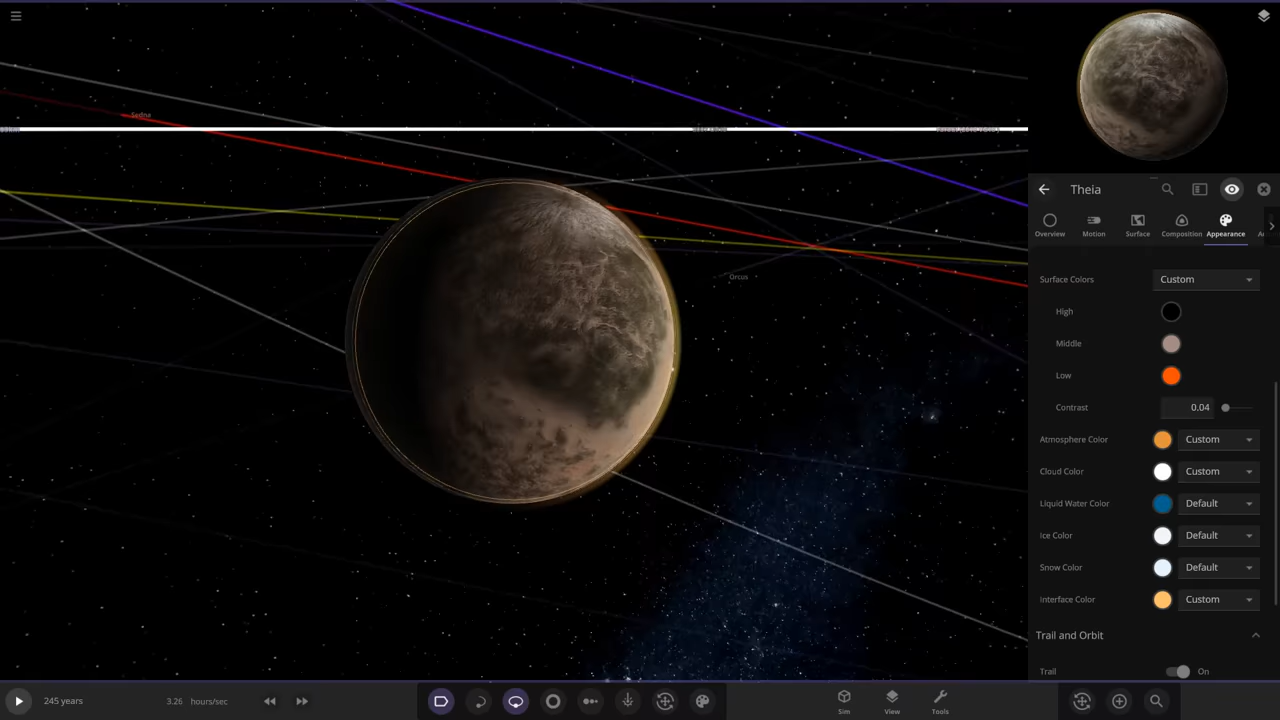 Sedna
Orcus
Theia
Overview
Motion
Surface
Composition
Appearance
Surface Colors
Custom
High
Middle
Low
Contrast
0.04
Atmosphere Color
Custom
Cloud Color
Custom
Liquid Water Color
Default
Ice Color
Default
Snow Color
Default
Interface Color
Custom
Trail and Orbit
Trail
On
245 years
3.26 hours/sec
Sim
View
Tools